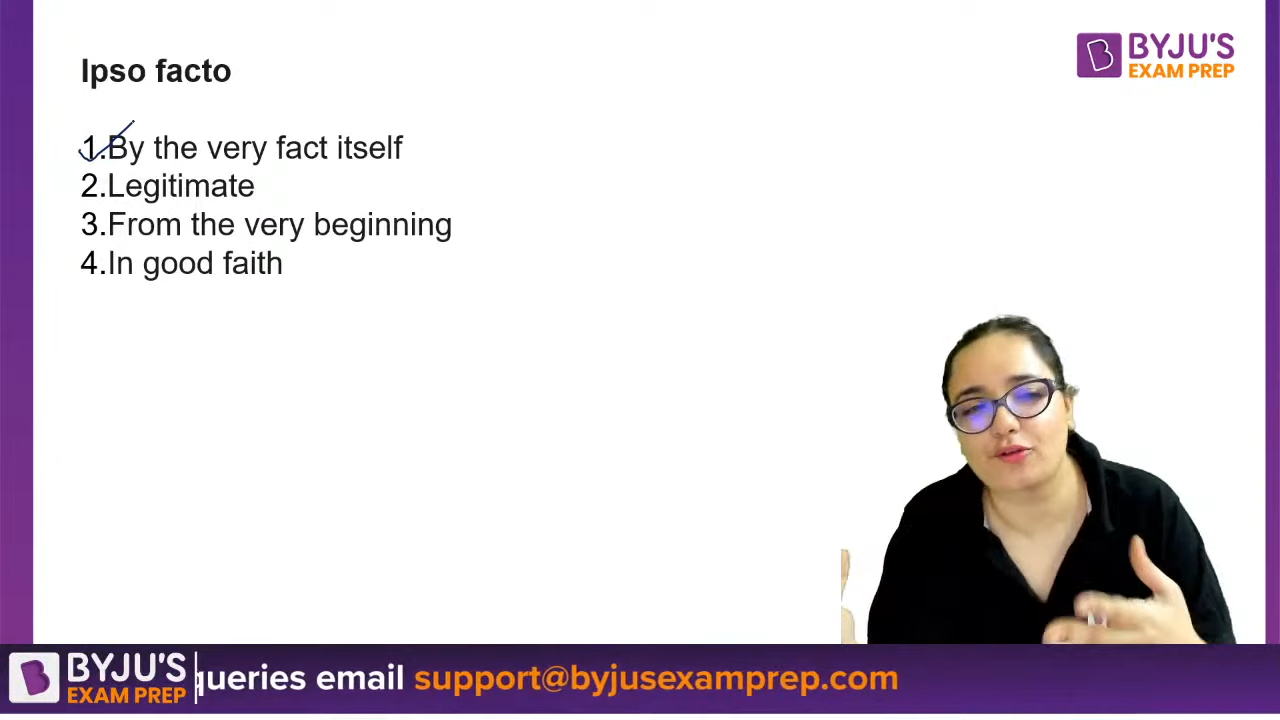 Ipso facto
BYJU'S
EXAM PREP
1.By the very fact itself
2.Legitimate
3.From the very beginning
4.In good faith
BYJU'S
EXAM PREP
queries email support@byjusexamprep.com